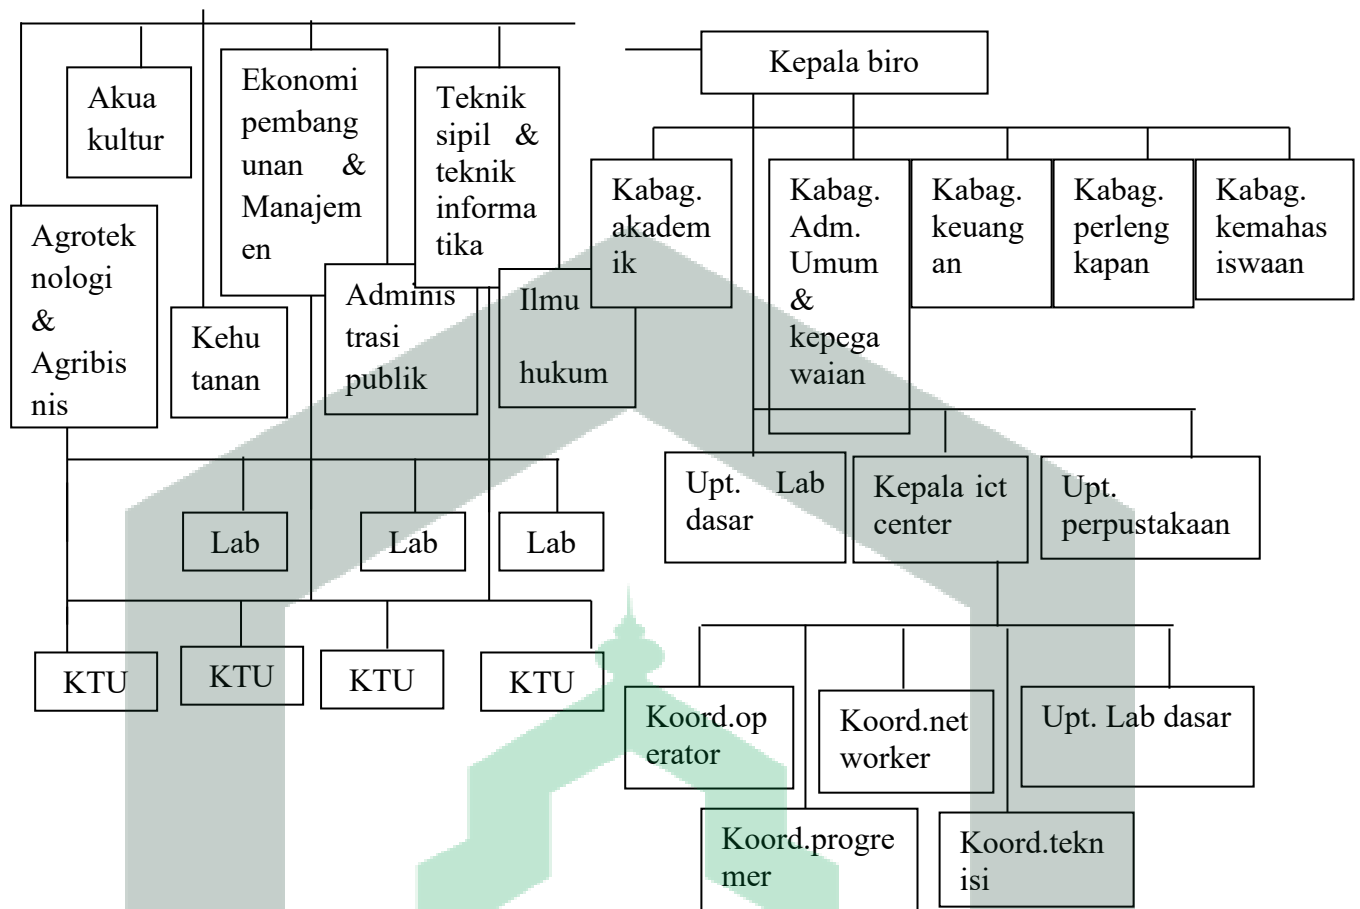 Kepala biro
Akua
kultur
Ekonomi
pembang
unan &
Manajem
en
Teknik
sipil &
teknik
informa
tika
Kabag.
akadem
ik
Kabag.
Adm.
Umum
&
kepega
waian
Kabag.
keuang
an
Kabag.
perleng
kapan
Kabag.
kemahas
iswaan
Agrotek
nologi
&
Agribis
nis
Kehu
tanan
Adminis
trasi
publik
Ilmu
hukum
Upt. Lab
dasar
Kepala ict
center
Upt.
perpustakaan
Lab
Lab
Lab
KTU
KTU
KTU
KTU
Koord.op
erator
Koord.net
worker
Upt. Lab dasar
Koord.progre
mer
Koord.tekn
isi